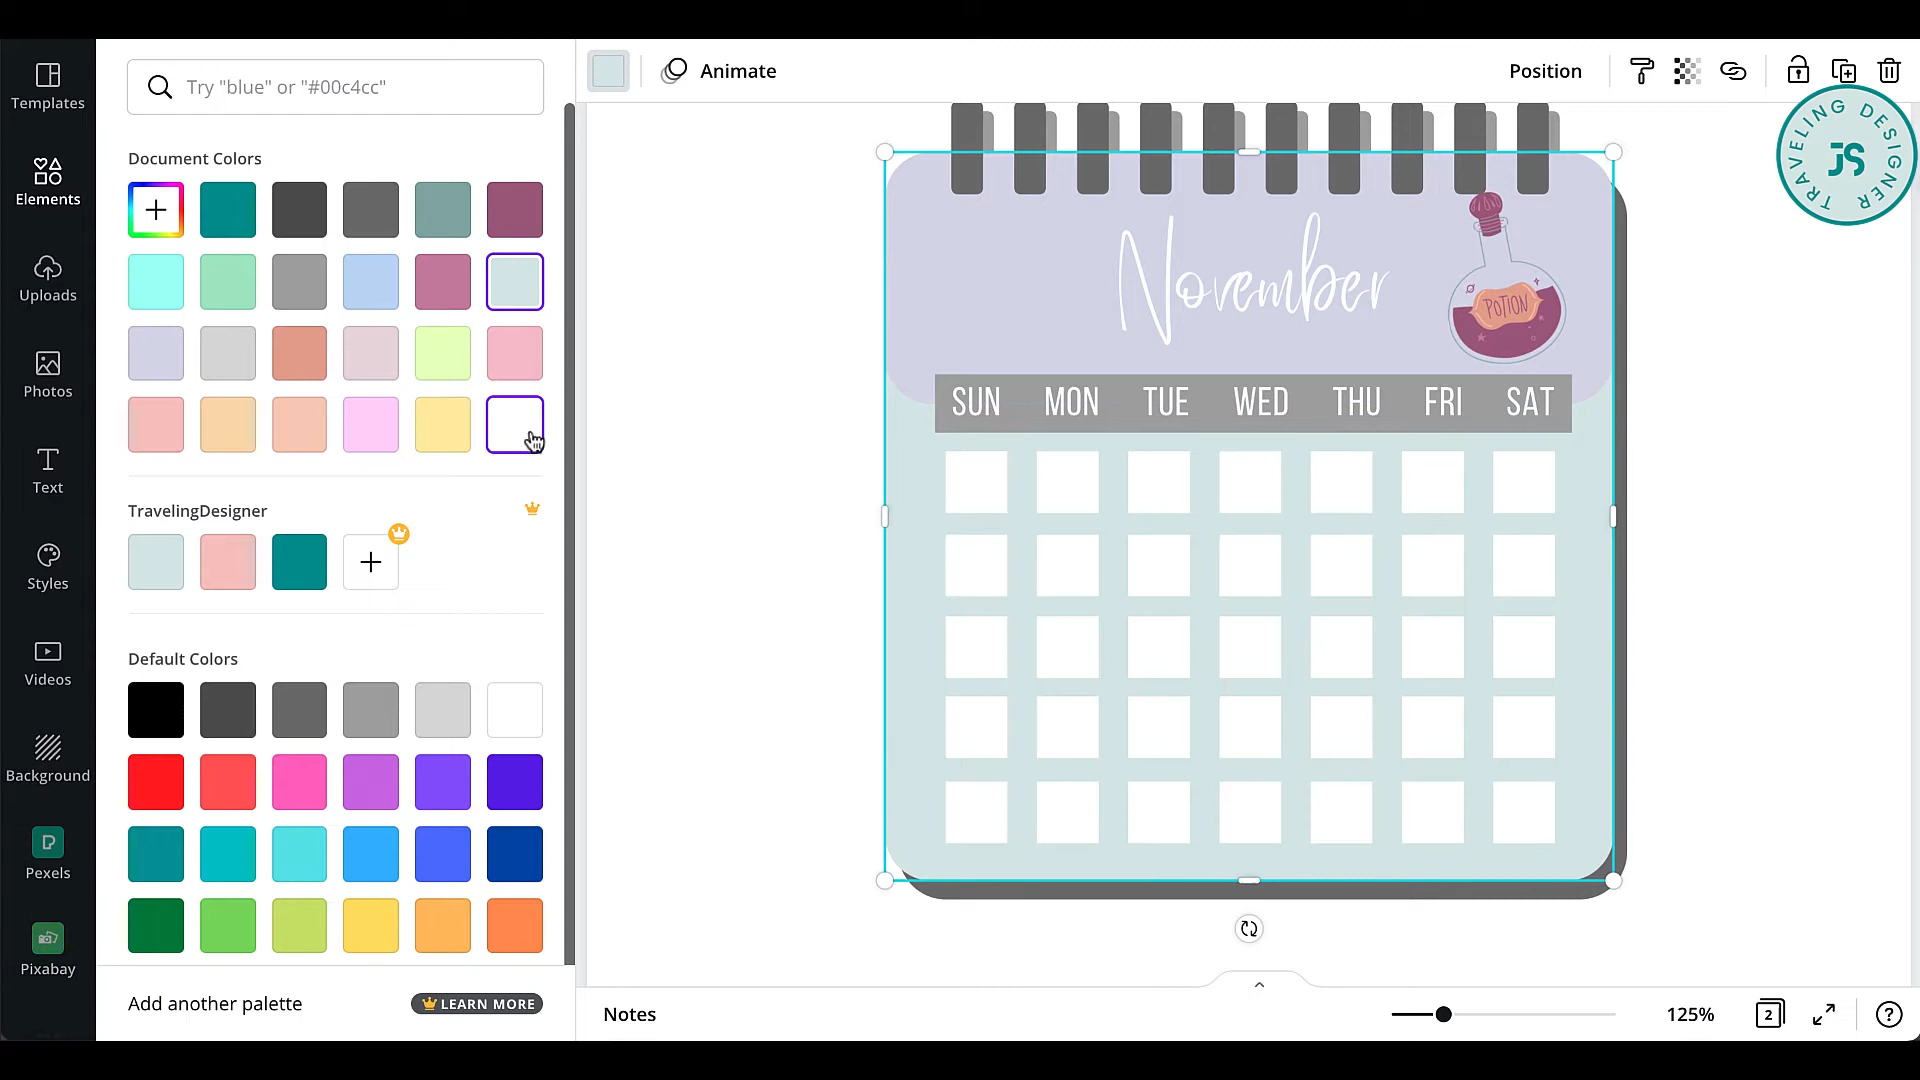 Templates
Elements
Uploads
Photos
Text
Styles
Videos
Background
Pexels
Pixabay
Try "blue" or "#00c4cc"
Document Colors
TravelingDesigner
Default Colors
Add another palette
LEARN MORE
Animate
Position
TRAVELING DESIGNER
JS
November
POTION
SUN MON TUE WED THU FRI SAT
Notes
125%
2
?